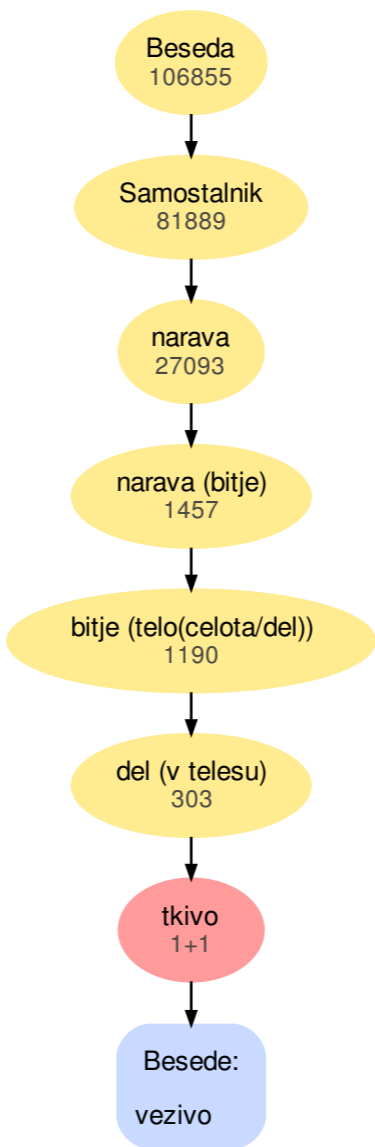 Beseda
106855
Samostalnik
81889
narava
27093
narava (bitje)
1457
bitje (telo(celota/del))
1190
del (v telesu)
303
tkivo
1+1
Besede:
vezivo